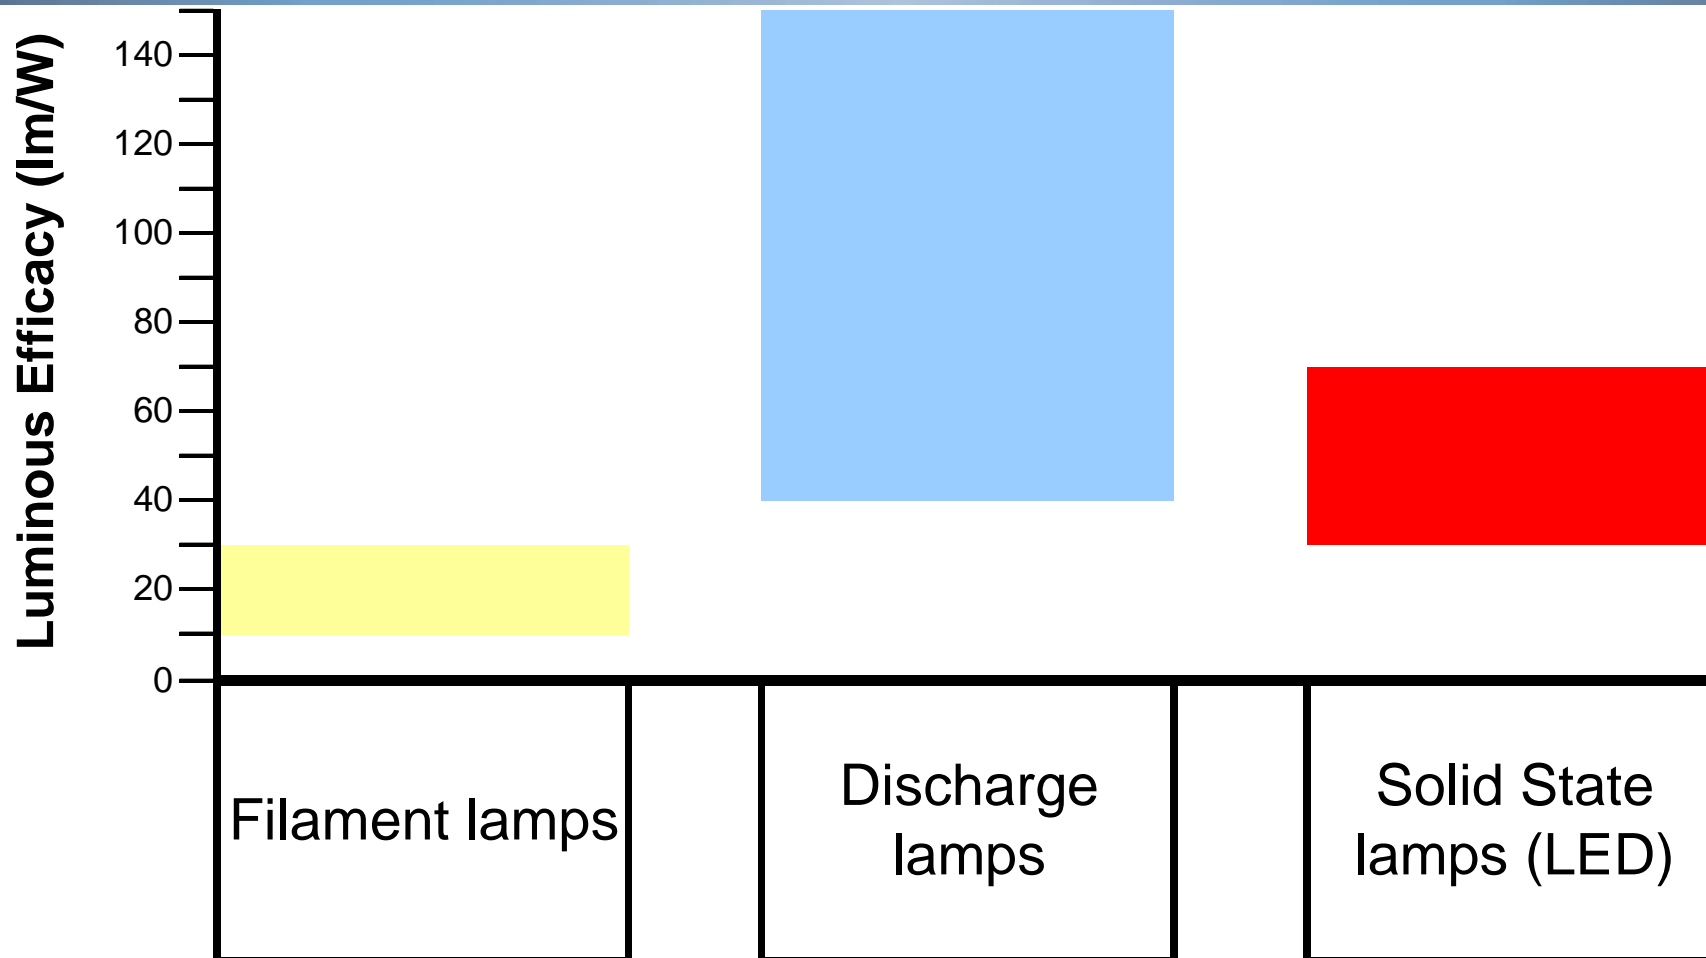 Luminous Efficacy (lm/W)
140
120
100
80
60
40
20
0
Filament lamps
Discharge
lamps
Solid State
lamps (LED)